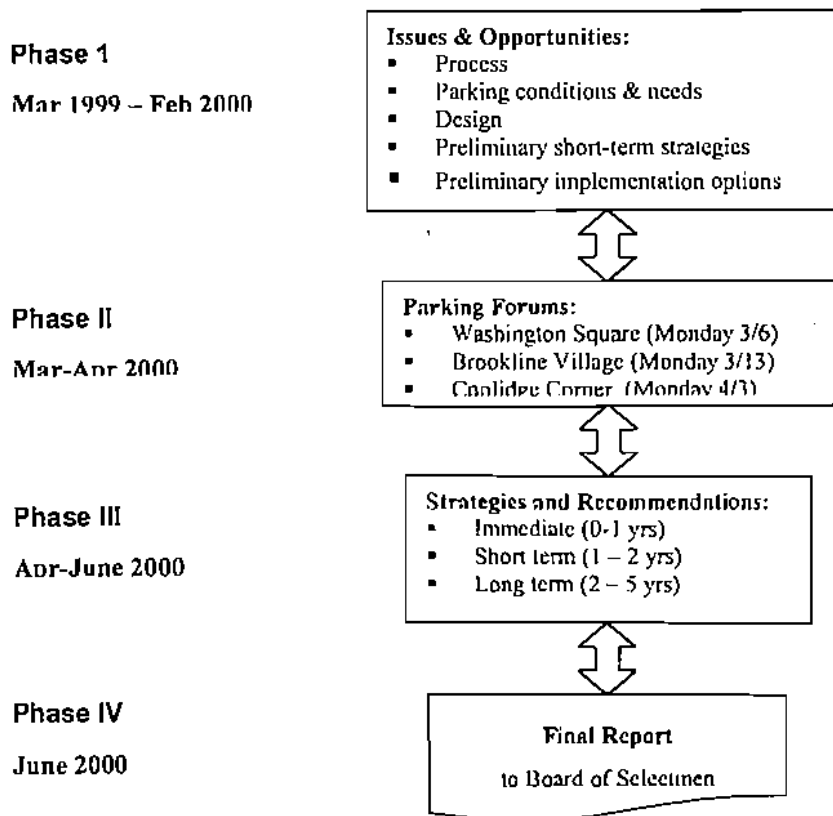 Phase 1
Mar 1999 – Feb 2000
Issues & Opportunities:
▪ Process
▪ Parking conditions & needs
▪ Design
▪ Preliminary short-term strategies
▪ Preliminary implementation options
Phase II
Mar-Apr 2000
Parking Forums:
▪ Washington Square (Monday 3/6)
▪ Brookline Village (Monday 3/13)
▪ Coolidge Corner (Monday 4/3)
Phase III
Apr-June 2000
Strategies and Recommendations:
▪ Immediate (0-1 yrs)
▪ Short term (1 – 2 yrs)
▪ Long term (2 – 5 yrs)
Phase IV
June 2000
Final Report
to Board of Selectmen